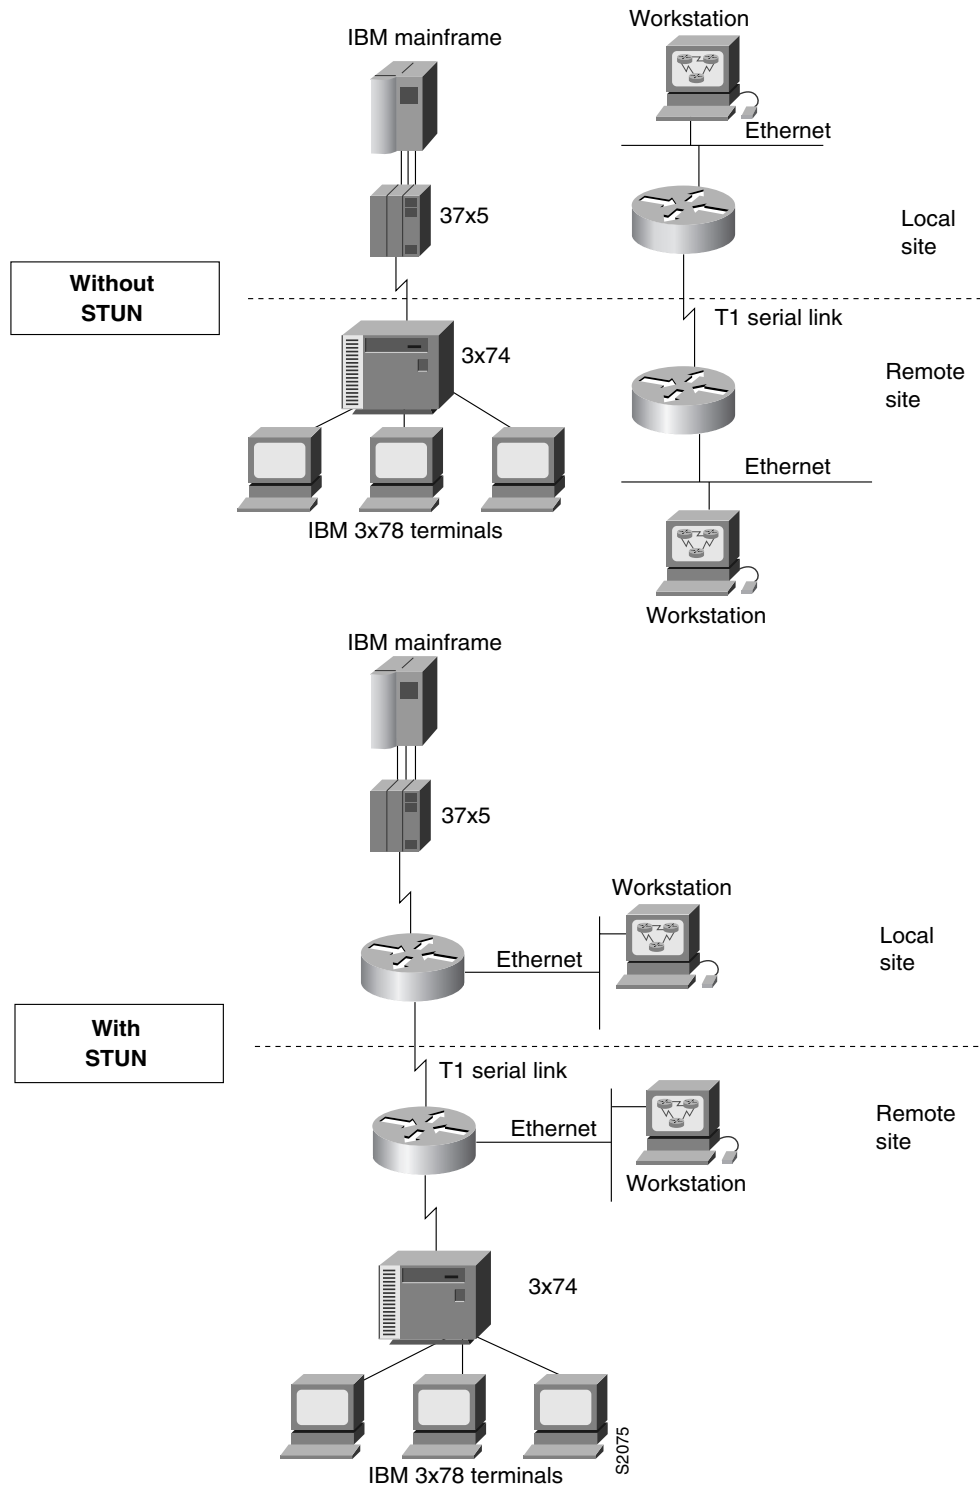 Workstation
IBM mainframe
Ethernet
37x5
Local
site
Without
STUN
T1 serial link
3x74
Remote
site
Ethernet
IBM 3x78 terminals
Workstation
IBM mainframe
37x5
Workstation
Ethernet
Local
site
With
STUN
T1 serial link
Ethernet
Remote
site
Workstation
3x74
S2075
IBM 3x78 terminals